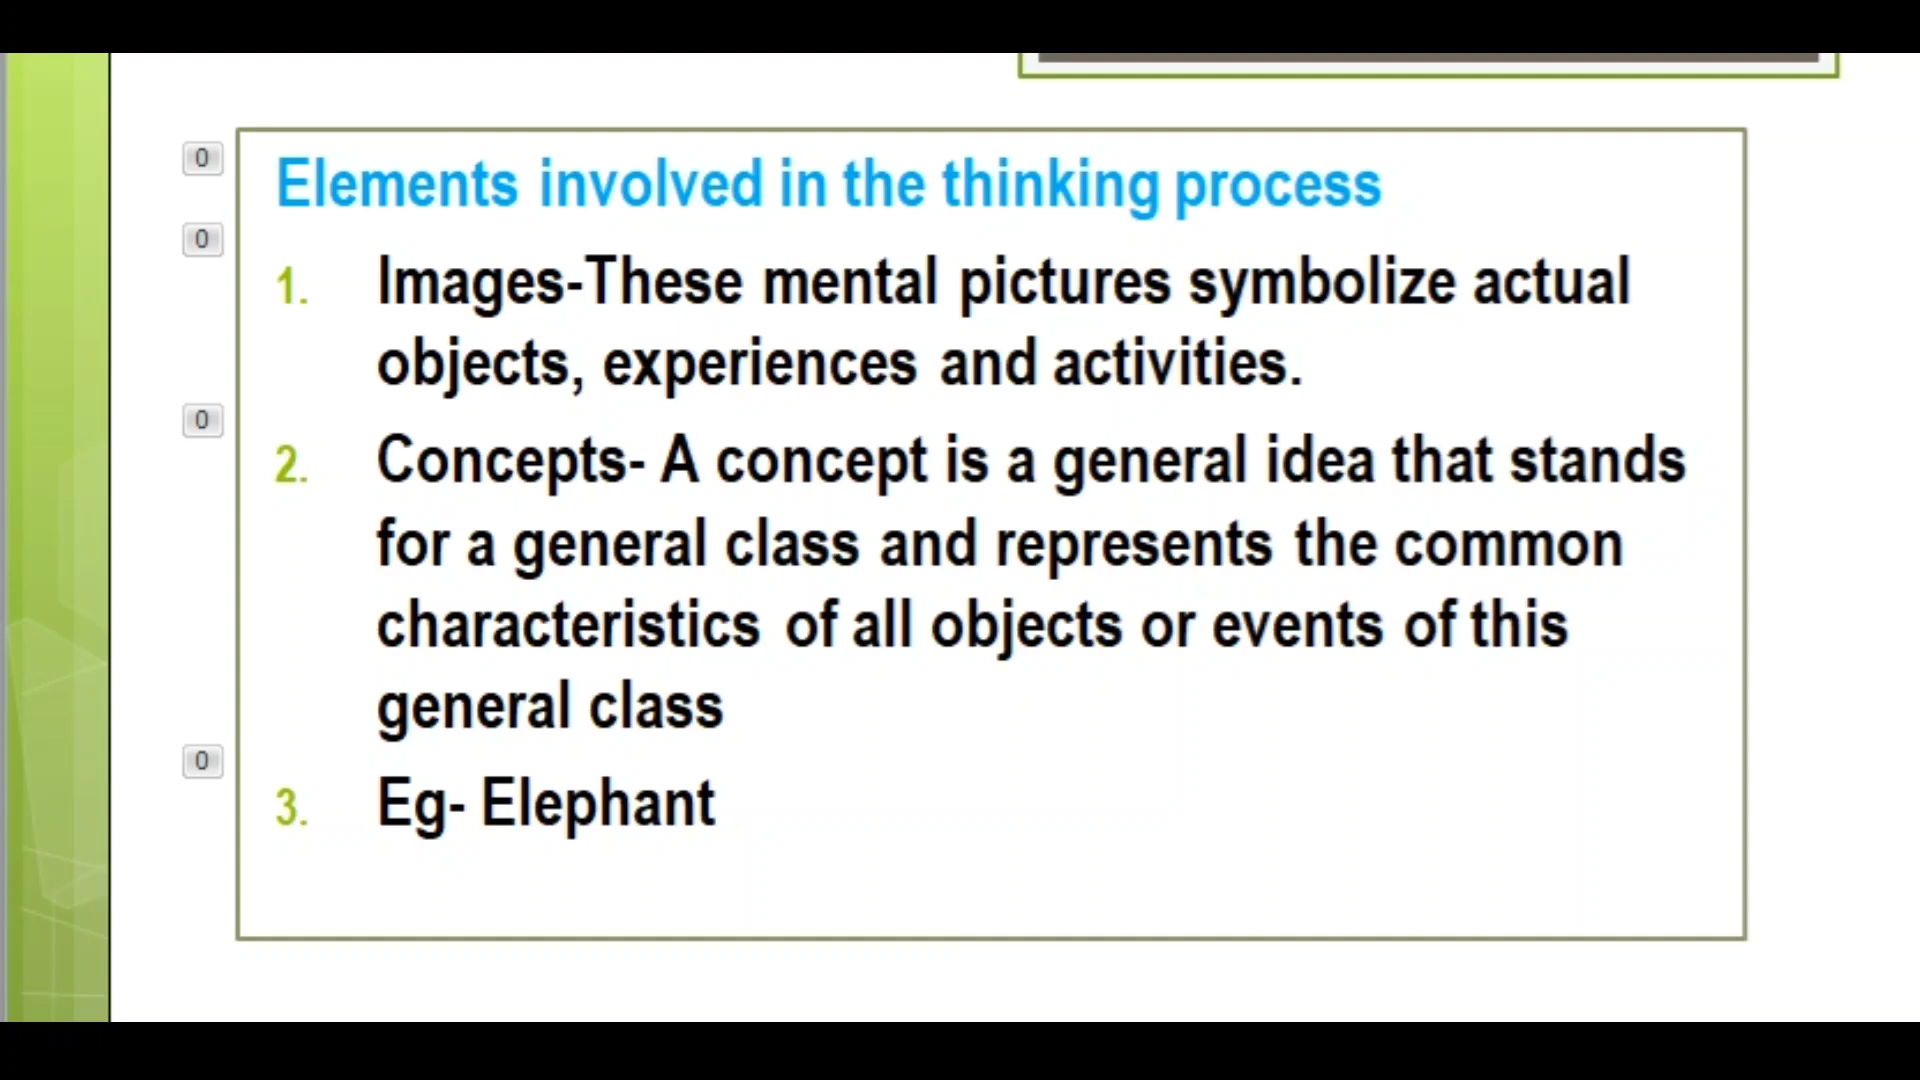 0
Elements involved in the thinking process
0
1. Images-These mental pictures symbolize actual
objects, experiences and activities.
0
2. Concepts- A concept is a general idea that stands
for a general class and represents the common
characteristics of all objects or events of this
general class
0
3. Eg- Elephant